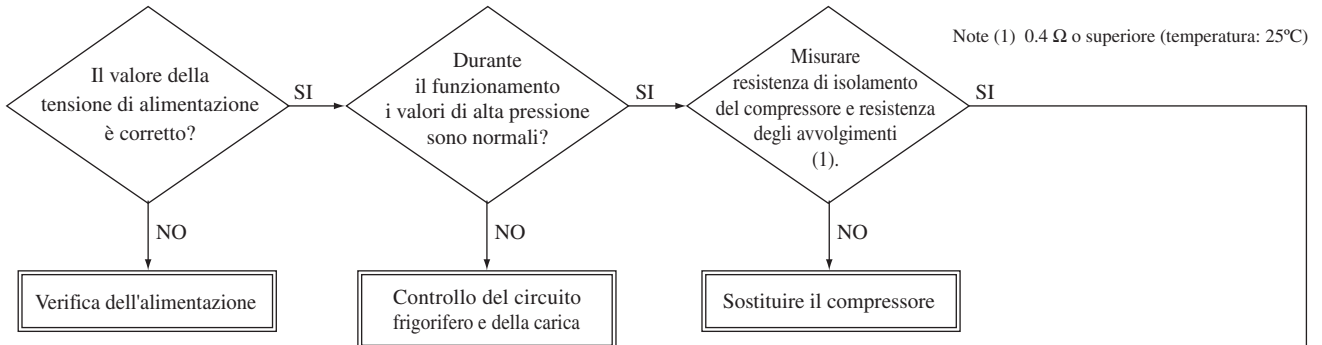 Note (1) 0.4 Ω o superiore (temperatura: 25ºC)
Il valore della
tensione di alimentazione
è corretto?
SI
NO
Verifica dell'alimentazione
Durante
il funzionamento
i valori di alta pressione
sono normali?
SI
NO
Controllo del circuito
frigorifero e della carica
Misurare
resistenza di isolamento
del compressore e resistenza
degli avvolgimenti
(1).
SI
NO
Sostituire il compressore